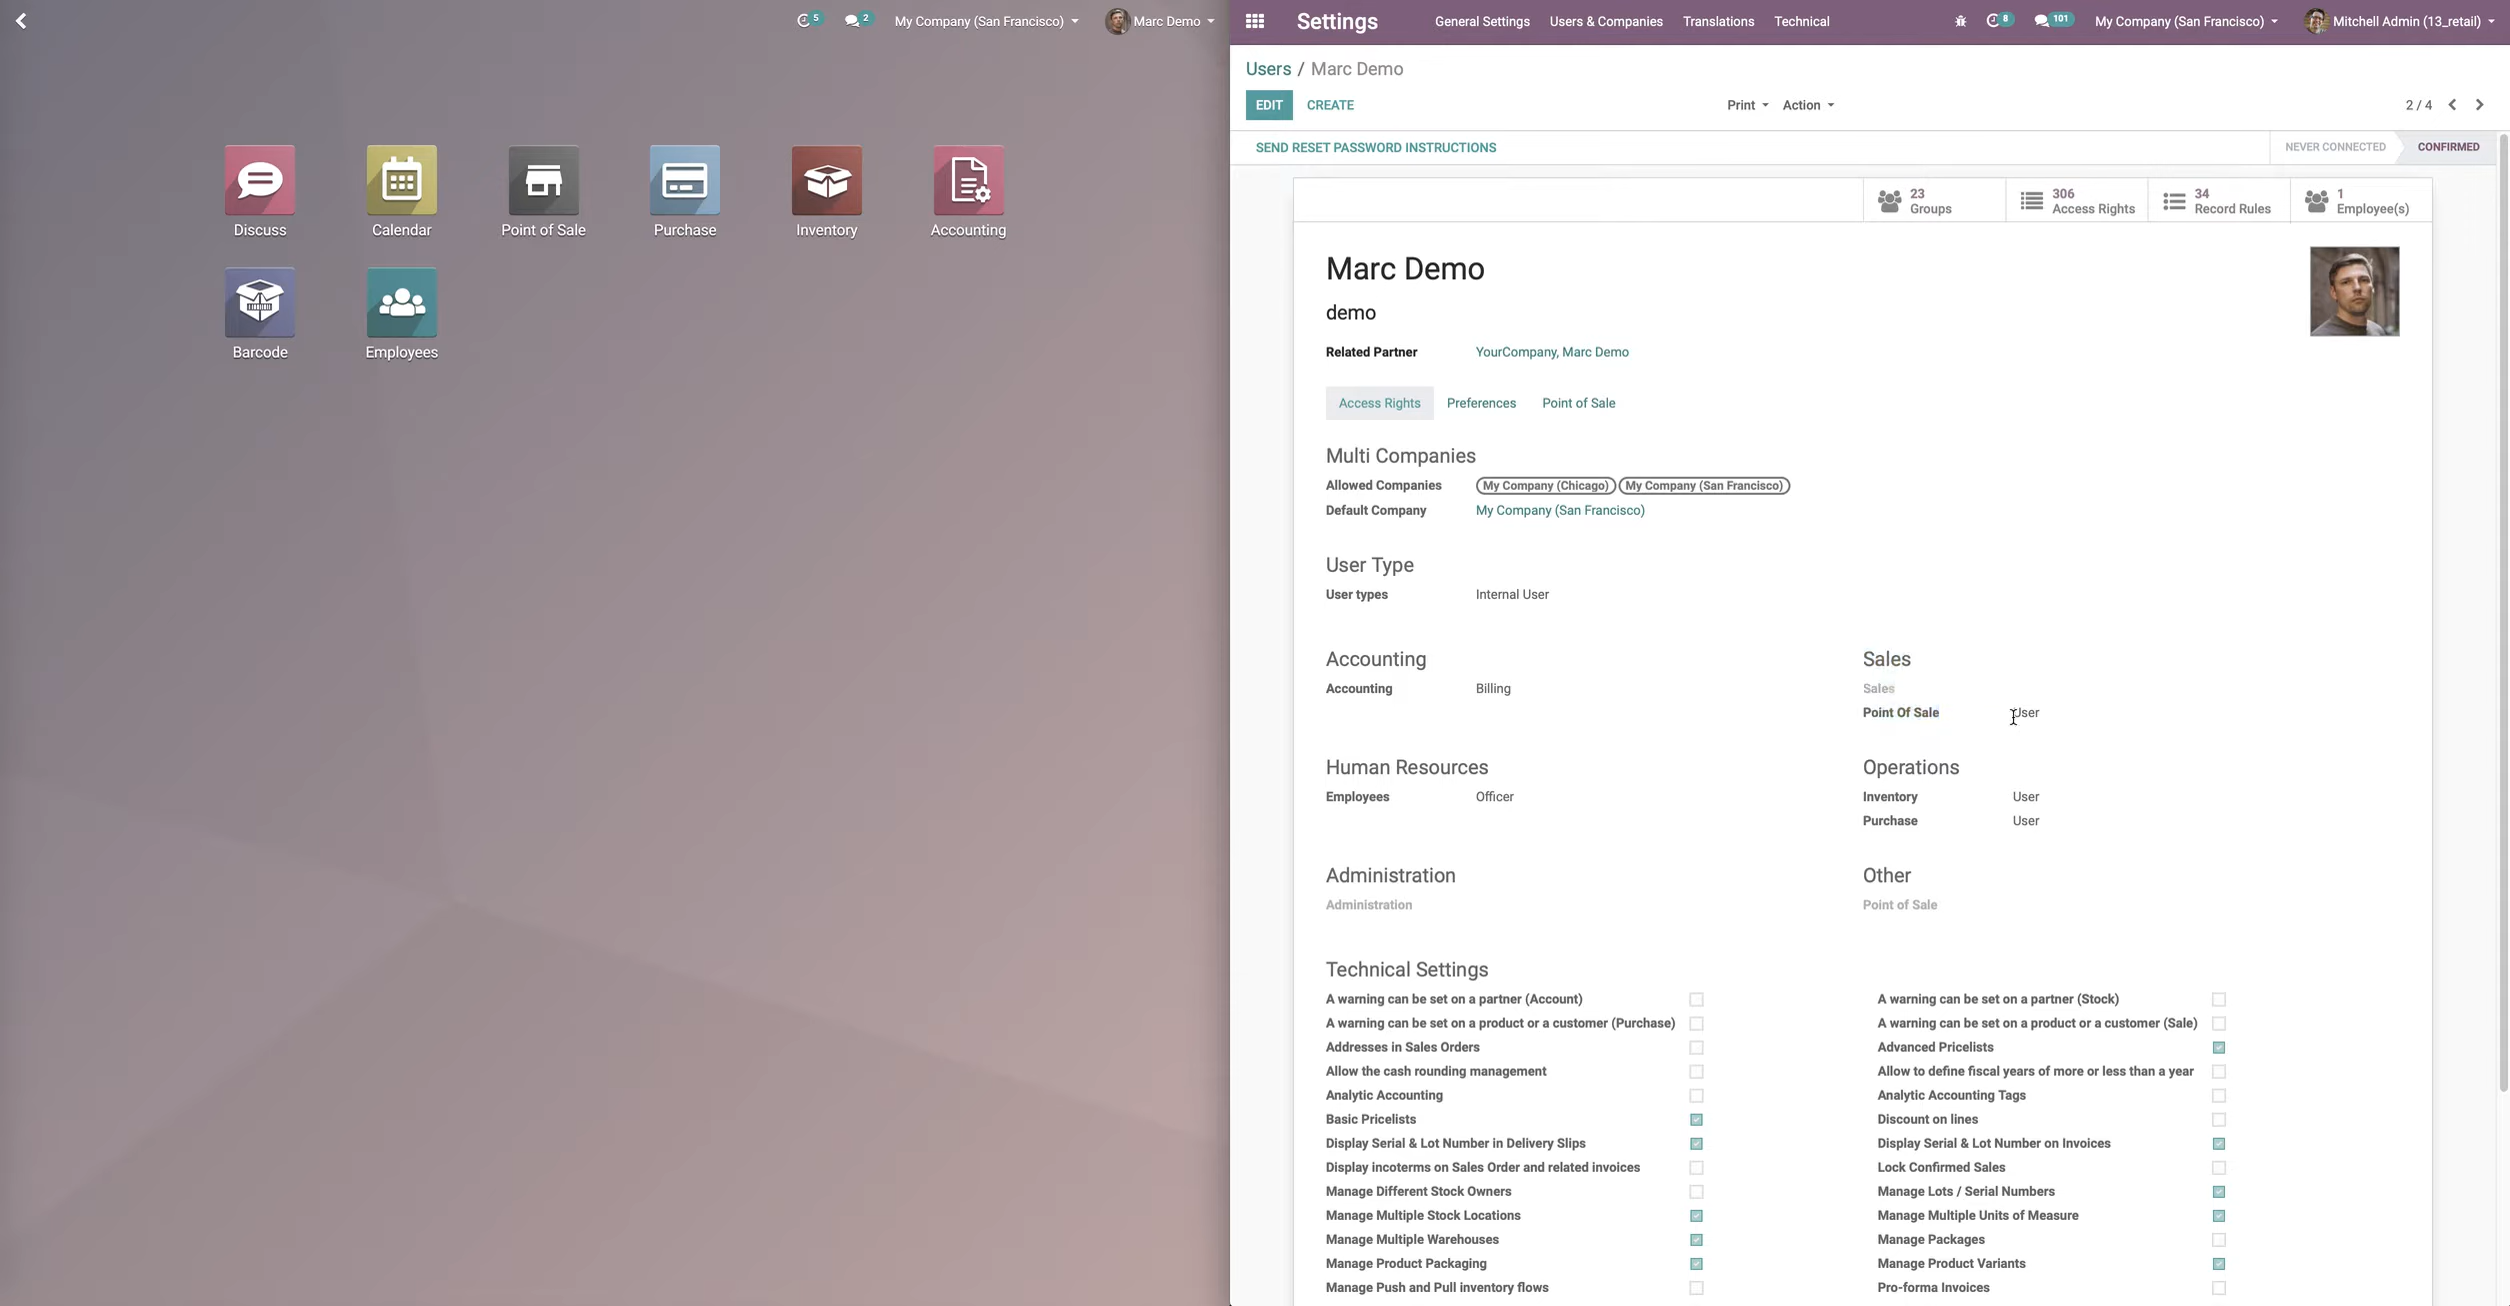 5
2
My Company (San Francisco)
Marc Demo
Discuss
Calendar
Point of Sale
Purchase
Inventory
Accounting
Barcode
Employees
Settings
General Settings
Users & Companies
Translations
Technical
8
101
My Company (San Francisco)
Mitchell Admin (13_retail)
Users / Marc Demo
EDIT
CREATE
Print
Action
2 / 4
SEND RESET PASSWORD INSTRUCTIONS
NEVER CONNECTED
CONFIRMED
23
Groups
306
Access Rights
34
Record Rules
1
Employee(s)
Marc Demo
demo
Related Partner
YourCompany, Marc Demo
Access Rights
Preferences
Point of Sale
Multi Companies
Allowed Companies
My Company (Chicago)
My Company (San Francisco)
Default Company
My Company (San Francisco)
User Type
User types
Internal User
Accounting
Accounting
Billing
Sales
Sales
Point Of Sale
User
Human Resources
Employees
Officer
Operations
Inventory
User
Purchase
User
Administration
Administration
Other
Point of Sale
Technical Settings
A warning can be set on a partner (Account)
A warning can be set on a partner (Stock)
A warning can be set on a product or a customer (Purchase)
A warning can be set on a product or a customer (Sale)
Addresses in Sales Orders
Advanced Pricelists
Allow the cash rounding management
Allow to define fiscal years of more or less than a year
Analytic Accounting
Analytic Accounting Tags
Basic Pricelists
Discount on lines
Display Serial & Lot Number in Delivery Slips
Display Serial & Lot Number on Invoices
Display incoterms on Sales Order and related invoices
Lock Confirmed Sales
Manage Different Stock Owners
Manage Lots / Serial Numbers
Manage Multiple Stock Locations
Manage Multiple Units of Measure
Manage Multiple Warehouses
Manage Packages
Manage Product Packaging
Manage Product Variants
Manage Push and Pull inventory flows
Pro-forma Invoices